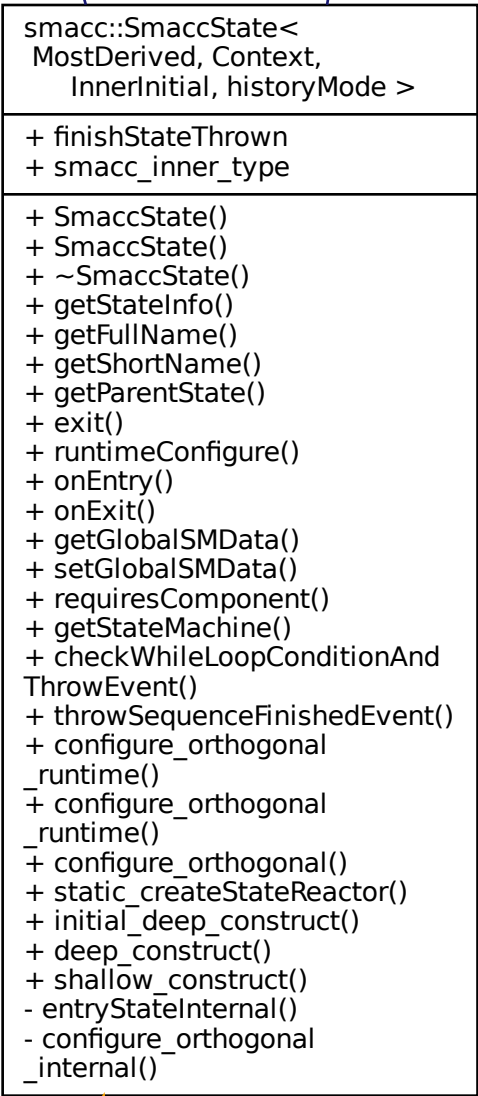 smacc::SmaccState<
MostDerived, Context,
InnerInitial, historyMode >
+ finishStateThrown
+ smacc_inner_type
+ SmaccState()
+ SmaccState()
+ ~SmaccState()
+ getStateInfo()
+ getFullName()
+ getShortName()
+ getParentState()
+ exit()
+ runtimeConfigure()
+ onEntry()
+ onExit()
+ getGlobalSMData()
+ setGlobalSMData()
+ requiresComponent()
+ getStateMachine()
+ checkWhileLoopConditionAnd
ThrowEvent()
+ throwSequenceFinishedEvent()
+ configure_orthogonal
_runtime()
+ configure_orthogonal
_runtime()
+ configure_orthogonal()
+ static_createStateReactor()
+ initial_deep_construct()
+ deep_construct()
+ shallow_construct()
- entryStateInternal()
- configure_orthogonal
_internal()